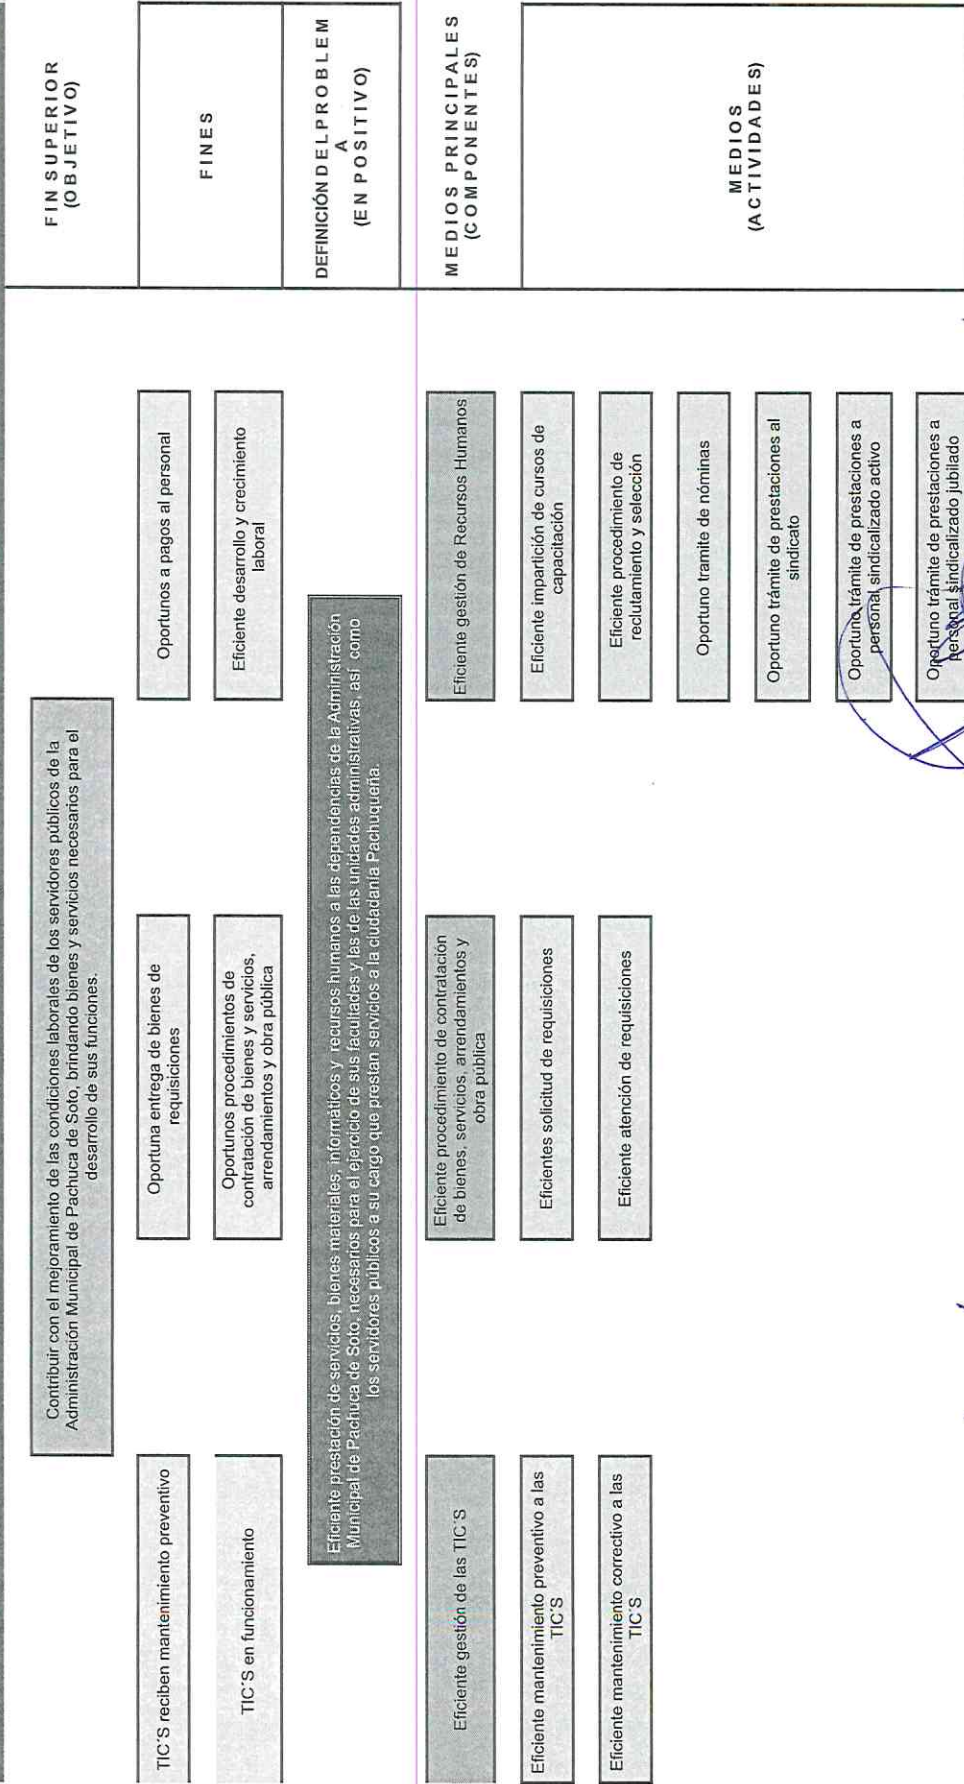 Contribuir con el mejoramiento de las condiciones laborales de los servidores públicos de la
Administración Municipal de Pachuca de Soto, brindando bienes y servicios necesarios para el
desarrollo de sus funciones.
FIN SUPERIOR
(OBJETIVO)
TIC'S reciben mantenimiento preventivo
Oportuna entrega de bienes de
requisiciones
Oportunos a pagos al personal
TIC'S en funcionamiento
Oportunos procedimientos de
contratación de bienes y servicios,
arrendamientos y obra pública
Eficiente desarrollo y crecimiento
laboral
FINES
Eficiente prestación de servicios, bienes materiales, informáticos y recursos humanos a las dependencias de la Administración
Municipal de Pachuca de Soto, necesarios para el ejercicio de sus facultades y las de las unidades administrativas, así como
los servidores públicos a su cargo que prestan servicios a la ciudadanía Pachuqueña.
DEFINICIÓN DEL PROBLEM
A
(EN POSITIVO)
Eficiente gestión de las TIC'S
Eficiente procedimiento de contratación
de bienes, servicios, arrendamientos y
obra pública
Eficiente gestión de Recursos Humanos
MEDIOS PRINCIPALES
(COMPONENTES)
Eficiente mantenimiento preventivo a las
TIC'S
Eficientes solicitud de requisiciones
Eficiente impartición de cursos de
capacitación
Eficiente mantenimiento correctivo a las
TIC'S
Eficiente atención de requisiciones
Eficiente procedimiento de
reclutamiento y selección
Oportuno tramite de nóminas
Oportuno trámite de prestaciones al
sindicato
Oportuno trámite de prestaciones a
personal sindicalizado activo
Oportuno trámite de prestaciones a
personal sindicalizado jubilado
MEDIOS
(ACTIVIDADES)